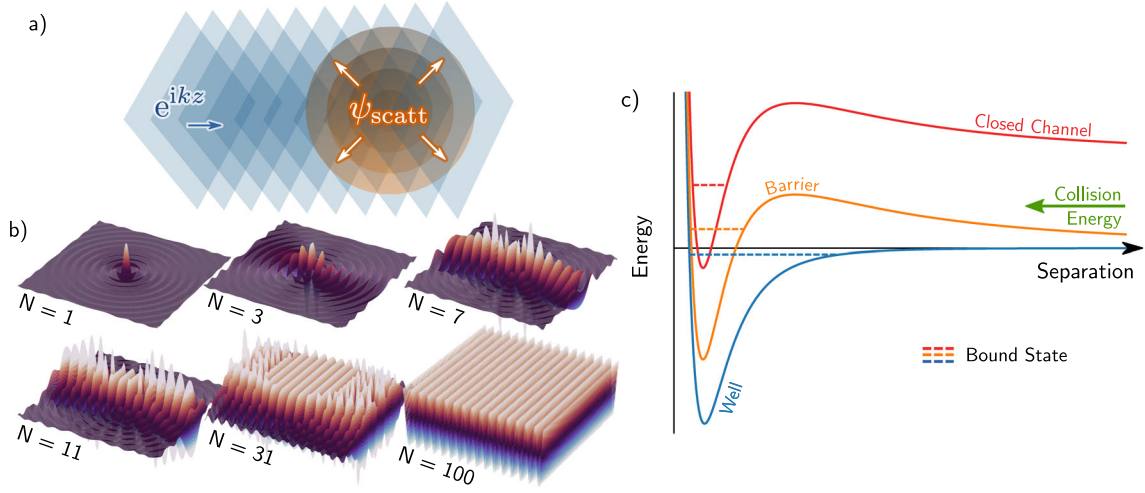 a)
e^{ikz}
ψ_scatt
b)
N = 1
N = 3
N = 7
N = 11
N = 31
N = 100
c)
Closed Channel
Barrier
Collision
Energy
Energy
Separation
Bound State
Well